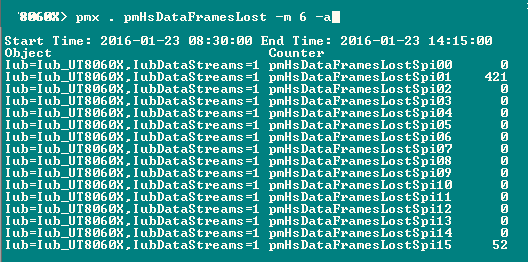 8060X> pmx . pmHsDataFramesLost -m 6 -a
Start Time: 2016-01-23 08:30:00 End Time: 2016-01-23 14:15:00
Object Counter
Iub=Iub_UT8060X,IubDataStreams=1 pmHsDataFramesLostSpi00 0
Iub=Iub_UT8060X,IubDataStreams=1 pmHsDataFramesLostSpi01 421
Iub=Iub_UT8060X,IubDataStreams=1 pmHsDataFramesLostSpi02 0
Iub=Iub_UT8060X,IubDataStreams=1 pmHsDataFramesLostSpi03 0
Iub=Iub_UT8060X,IubDataStreams=1 pmHsDataFramesLostSpi04 0
Iub=Iub_UT8060X,IubDataStreams=1 pmHsDataFramesLostSpi05 0
Iub=Iub_UT8060X,IubDataStreams=1 pmHsDataFramesLostSpi06 0
Iub=Iub_UT8060X,IubDataStreams=1 pmHsDataFramesLostSpi07 0
Iub=Iub_UT8060X,IubDataStreams=1 pmHsDataFramesLostSpi08 0
Iub=Iub_UT8060X,IubDataStreams=1 pmHsDataFramesLostSpi09 0
Iub=Iub_UT8060X,IubDataStreams=1 pmHsDataFramesLostSpi10 0
Iub=Iub_UT8060X,IubDataStreams=1 pmHsDataFramesLostSpi11 0
Iub=Iub_UT8060X,IubDataStreams=1 pmHsDataFramesLostSpi12 0
Iub=Iub_UT8060X,IubDataStreams=1 pmHsDataFramesLostSpi13 0
Iub=Iub_UT8060X,IubDataStreams=1 pmHsDataFramesLostSpi14 0
Iub=Iub_UT8060X,IubDataStreams=1 pmHsDataFramesLostSpi15 52